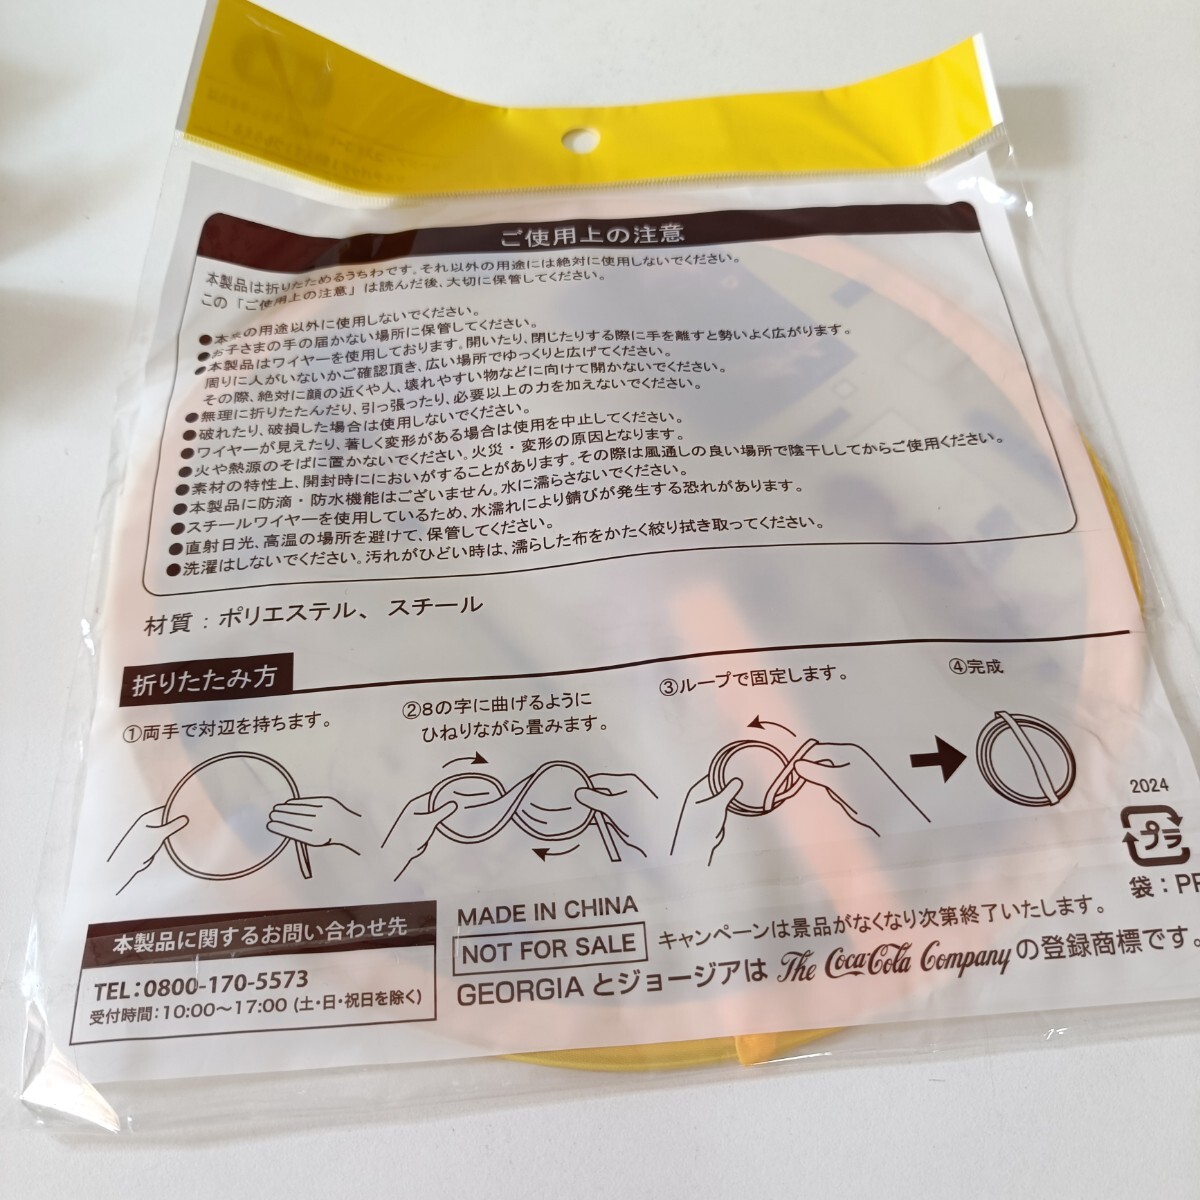 ご使用上の注意
本製品は折りたためるうちわです。それ以外の用途には絶対に使用しないでください。
この「ご使用上の注意」は読んだ後、大切に保管してください。
●本来の用途以外に使用しないでください。
●お子さまの手の届かない場所に保管してください。
●本製品はワイヤーを使用しております。開いたり、閉じたりする際に手を離すと勢いよく広がります。
周りに人がいないかご確認頂き、広い場所でゆっくりと広げてください。
その際、絶対に顔の近くや人、壊れやすい物などに向けて開かないでください。
●無理に折りたたんだり、引っ張ったり、必要以上の力を加えないでください。
●破れたり、破損した場合は使用しないでください。
●ワイヤーが見えたり、著しく変形がある場合は使用を中止してください。
●火や熱源のそばに置かないでください。火災・変形の原因となります。
●素材の特性上、開封時ににおいがすることがあります。その際は風通しの良い場所で陰干ししてからご使用ください。
●本製品に防滴・防水機能はございません。水に濡らさないでください。
●スチールワイヤーを使用しているため、水濡れにより錆びが発生する恐れがあります。
●直射日光、高温の場所を避けて、保管してください。
●洗濯はしないでください。汚れがひどい時は、濡らした布をかたく絞り拭き取ってください。
材質：ポリエステル、スチール
折りたたみ方
①両手で対辺を持ちます。
②8の字に曲げるように
ひねりながら畳みます。
③ループで固定します。
④完成
2024
プラ
袋：PP
本製品に関するお問い合わせ先
TEL:0800-170-5573
受付時間:10:00～17:00 (土・日・祝日を除く)
MADE IN CHINA
NOT FOR SALE
キャンペーンは景品がなくなり次第終了いたします。
GEORGIA とジョージアは The Coca-Cola Company の登録商標です。